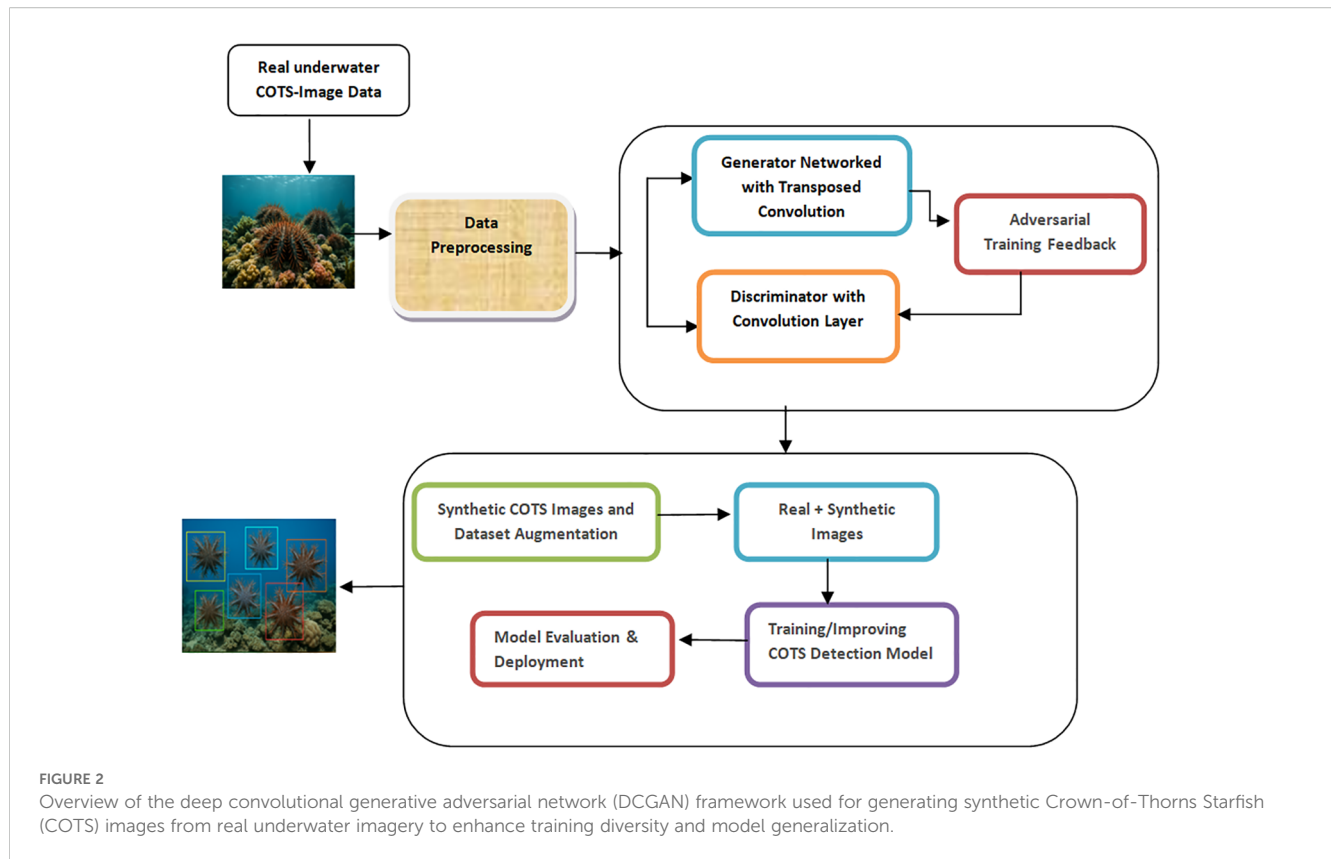 Real underwater
COTS-Image Data
Data
Preprocessing
Generator Networked
with Transposed
Convolution
Adversarial
Training Feedback
Discriminator with
Convolution Layer
Synthetic COTS Images and
Dataset Augmentation
Real + Synthetic
Images
Training/Improving
COTS Detection Model
Model Evaluation &
Deployment
FIGURE 2
Overview of the deep convolutional generative adversarial network (DCGAN) framework used for generating synthetic Crown-of-Thorns Starfish
(COTS) images from real underwater imagery to enhance training diversity and model generalization.